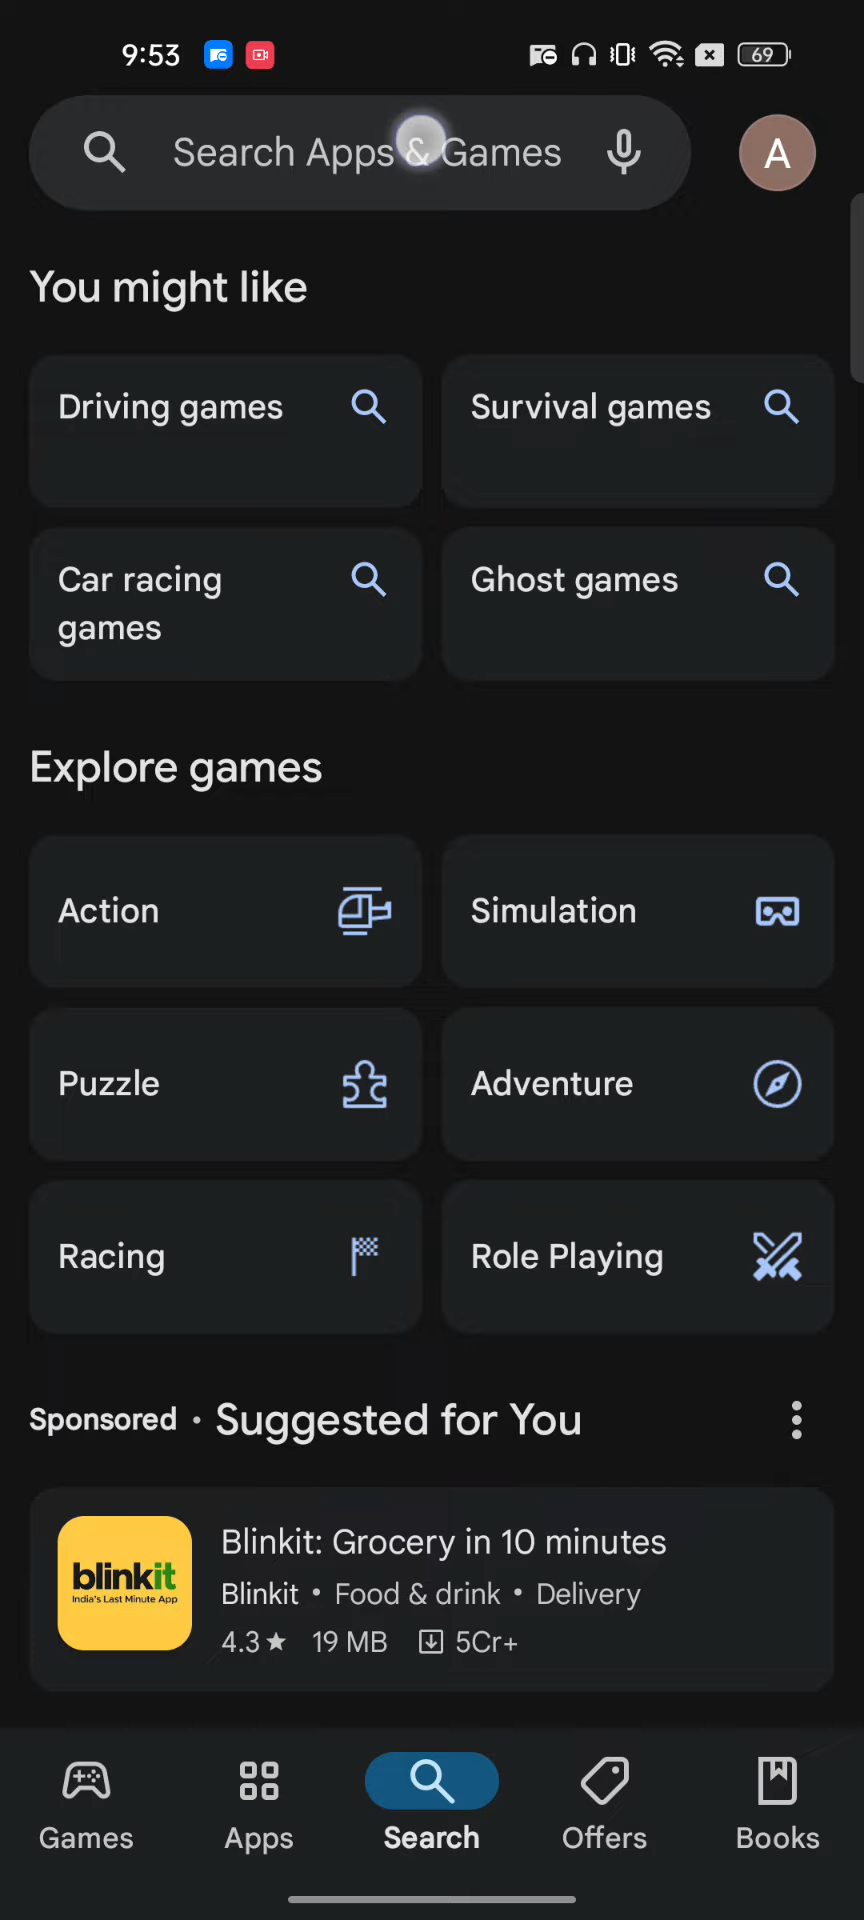 9:53
69
Search Apps & Games
A
You might like
Driving games
Survival games
Car racing
games
Ghost games
Explore games
Action
Simulation
Puzzle
Adventure
Racing
Role Playing
Sponsored • Suggested for You
blinkit
India's Last Minute App
Blinkit: Grocery in 10 minutes
Blinkit • Food & drink • Delivery
4.3★ 19 MB 5Cr+
Games
Apps
Search
Offers
Books